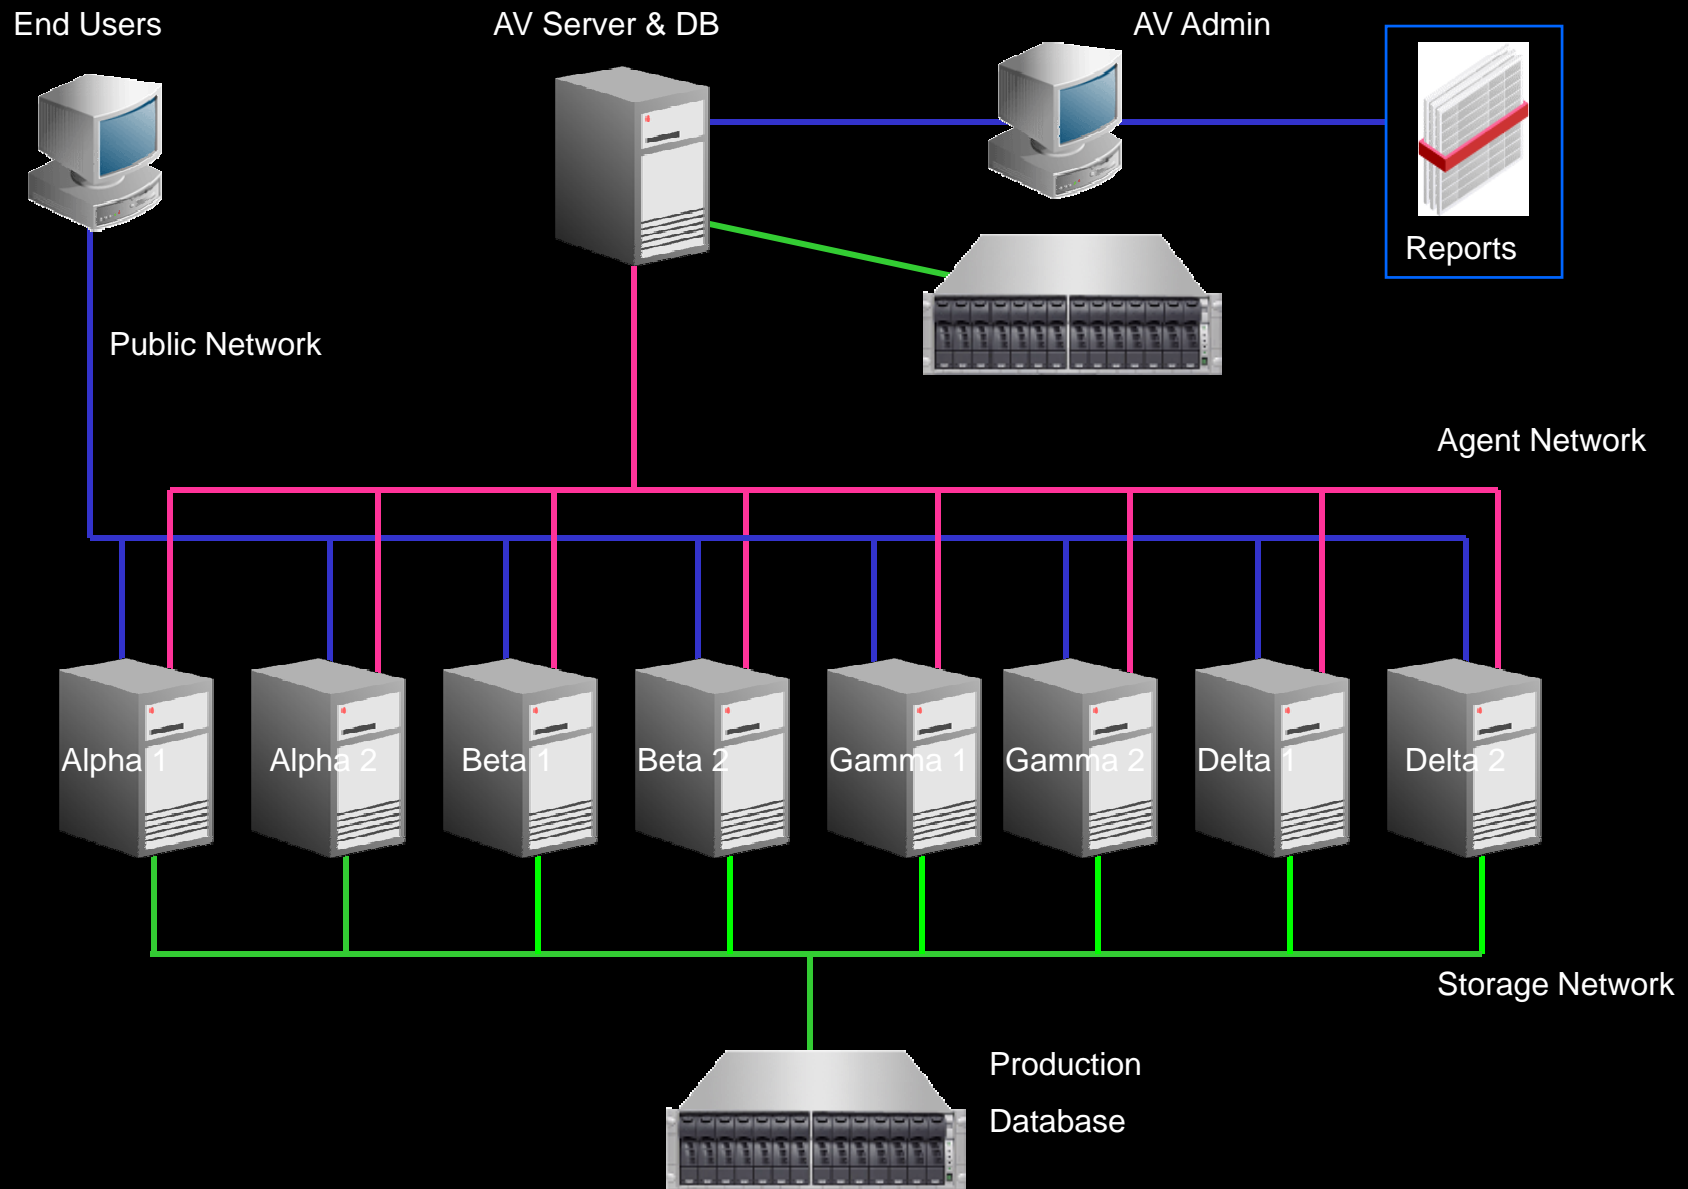 End Users
AV Server & DB
AV Admin
Reports
Public Network
Agent Network
Alpha 1
Alpha 2
Beta 1
Beta 2
Gamma 1
Gamma 2
Delta 1
Delta 2
Storage Network
Production
Database